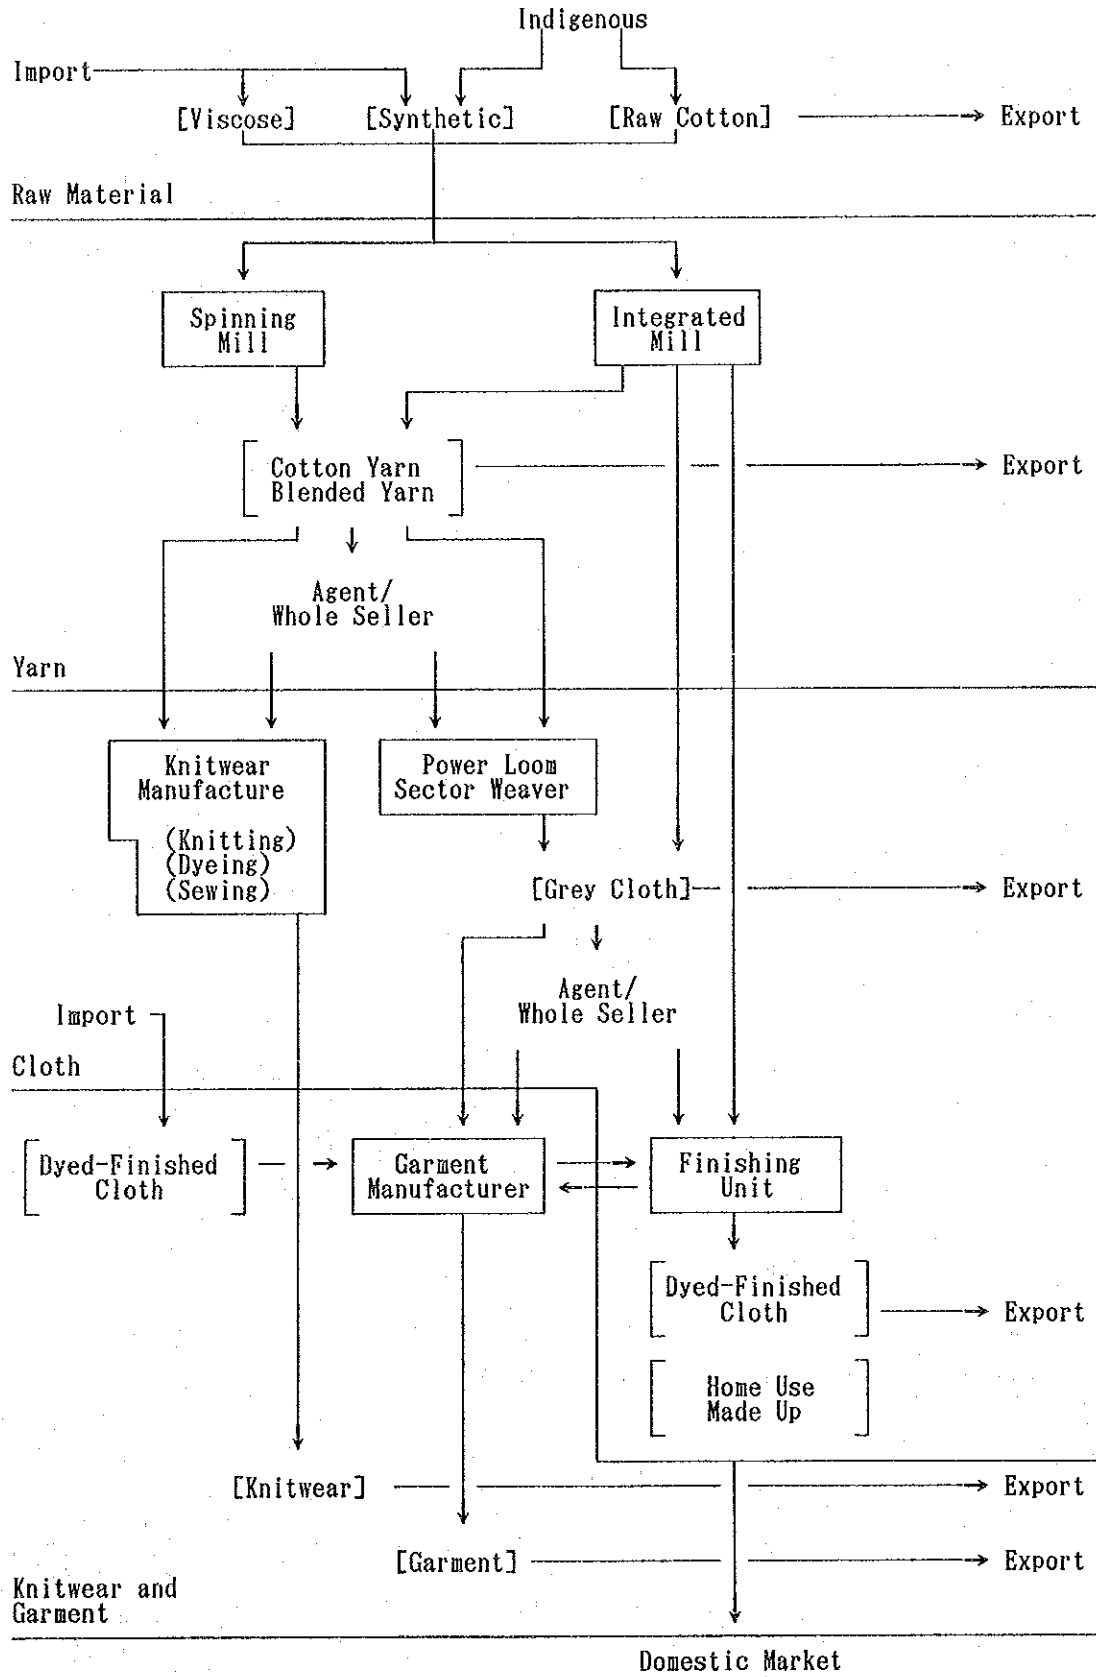 Indigenous
Import
[Viscose]
[Synthetic]
[Raw Cotton]
Export
Raw Material
Spinning
Mill
Integrated
Mill
Cotton Yarn
Blended Yarn
Export
Agent/
Whole Seller
Yarn
Knitwear
Manufacture
(Knitting)
(Dyeing)
(Sewing)
Power Loom
Sector Weaver
[Grey Cloth]
Export
Agent/
Whole Seller
Import
Cloth
Dyed-Finished
Cloth
Garment
Manufacturer
Finishing
Unit
Dyed-Finished
Cloth
Export
Home Use
Made Up
[Knitwear]
Export
[Garment]
Export
Knitwear and
Garment
Domestic Market